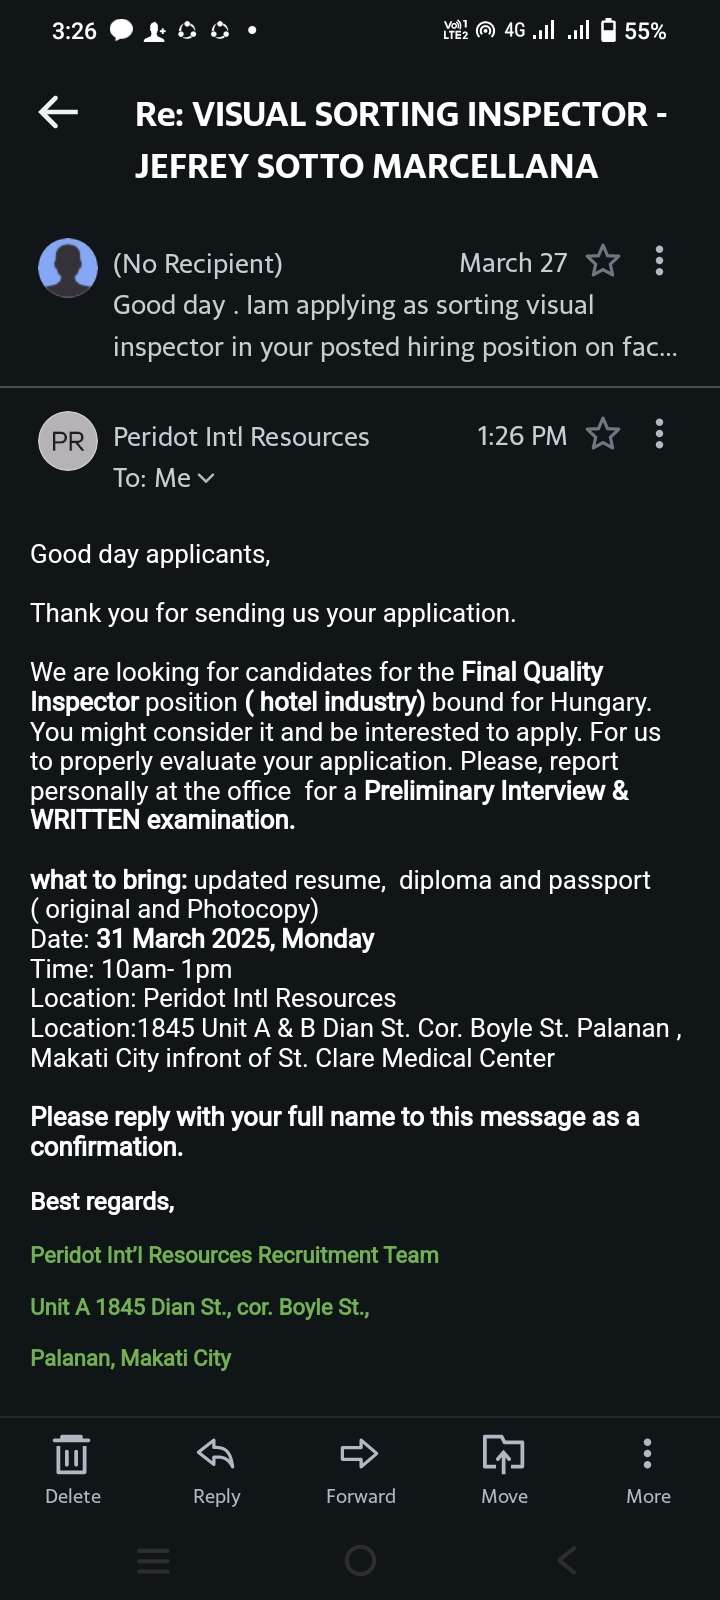 3:26
Vo)) 1
LTE2
4G
55%
Re: VISUAL SORTING INSPECTOR -
JEFREY SOTTO MARCELLANA
(No Recipient)
March 27
Good day . Iam applying as sorting visual
inspector in your posted hiring position on fac...
PR
Peridot Intl Resources
1:26 PM
To: Me
Good day applicants,
Thank you for sending us your application.
We are looking for candidates for the Final Quality
Inspector position ( hotel industry) bound for Hungary.
You might consider it and be interested to apply. For us
to properly evaluate your application. Please, report
personally at the office  for a Preliminary Interview &
WRITTEN examination.
what to bring: updated resume,  diploma and passport
( original and Photocopy)
Date: 31 March 2025, Monday
Time: 10am- 1pm
Location: Peridot Intl Resources
Location:1845 Unit A & B Dian St. Cor. Boyle St. Palanan ,
Makati City infront of St. Clare Medical Center
Please reply with your full name to this message as a
confirmation.
Best regards,
Peridot Int’l Resources Recruitment Team
Unit A 1845 Dian St., cor. Boyle St.,
Palanan, Makati City
Delete
Reply
Forward
Move
More